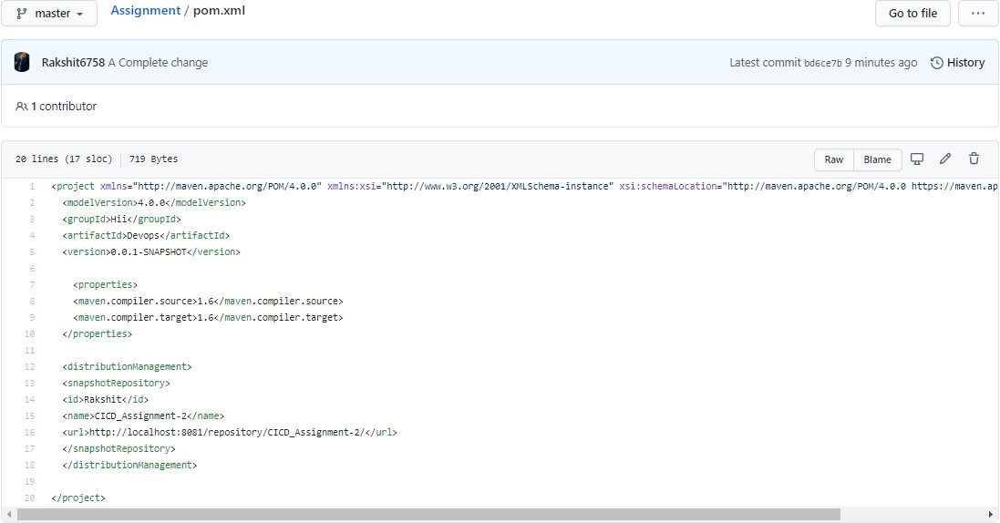 master
Assignment / pom.xml
Go to file
...
Rakshit6758 A Complete change
Latest commit bd6ce7b 9 minutes ago
History
1 contributor
20 lines (17 sloc) 719 Bytes
Raw
Blame
1 <project xmlns="http://maven.apache.org/POM/4.0.0" xmlns:xsi="http://www.w3.org/2001/XMLSchema-instance" xsi:schemaLocation="http://maven.apache.org/POM/4.0.0 https://maven.ap
2 <modelVersion>4.0.0</modelVersion>
3 <groupId>Hii</groupId>
4 <artifactId>Devops</artifactId>
5 <version>0.0.1-SNAPSHOT</version>
6
7 <properties>
8 <maven.compiler.source>1.6</maven.compiler.source>
9 <maven.compiler.target>1.6</maven.compiler.target>
10 </properties>
11
12 <distributionManagement>
13 <snapshotRepository>
14 <id>Rakshit</id>
15 <name>CICD_Assignment-2</name>
16 <url>http://localhost:8081/repository/CICD_Assignment-2/</url>
17 </snapshotRepository>
18 </distributionManagement>
19
20 </project>